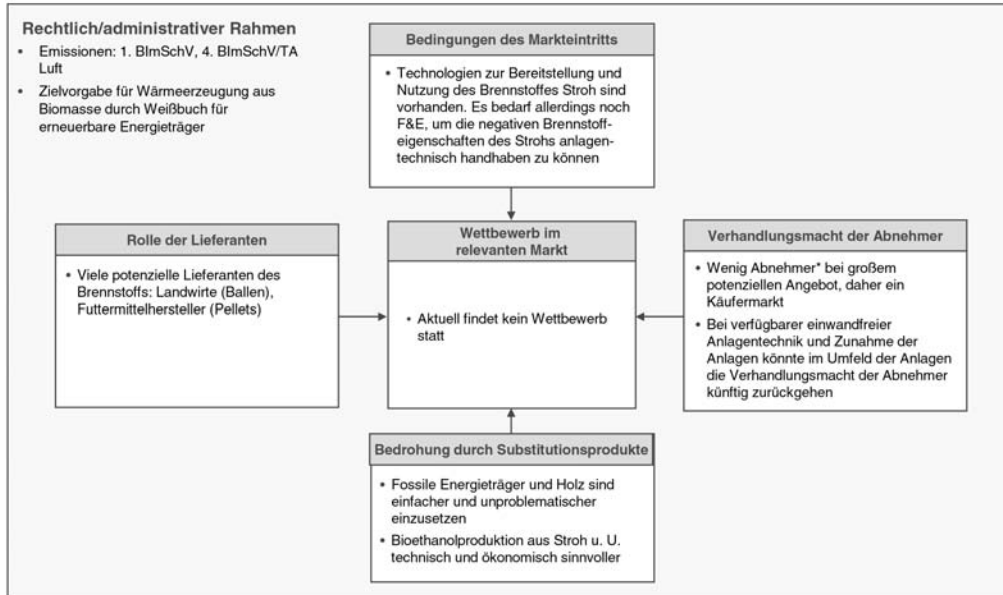 Rechtlich/administrativer Rahmen
• Emissionen: 1. BImSchV, 4. BImSchV/TA
Luft
• Zielvorgabe für Wärmeerzeugung aus
Biomasse durch Weißbuch für
erneuerbare Energieträger
Bedingungen des Markteintritts
• Technologien zur Bereitstellung und
Nutzung des Brennstoffes Stroh sind
vorhanden. Es bedarf allerdings noch
F&E, um die negativen Brennstoff-
eigenschaften des Strohs anlagen-
technisch handhaben zu können
Rolle der Lieferanten
• Viele potenzielle Lieferanten des
Brennstoffs: Landwirte (Ballen),
Futtermittelhersteller (Pellets)
Wettbewerb im
relevanten Markt
• Aktuell findet kein Wettbewerb
statt
Verhandlungsmacht der Abnehmer
• Wenig Abnehmer* bei großem
potenziellen Angebot, daher ein
Käufermarkt
• Bei verfügbarer einwandfreier
Anlagentechnik und Zunahme der
Anlagen könnte im Umfeld der Anlagen
die Verhandlungsmacht der Abnehmer
künftig zurückgehen
Bedrohung durch Substitutionsprodukte
• Fossile Energieträger und Holz sind
einfacher und unproblematischer
einzusetzen
• Bioethanolproduktion aus Stroh u. U.
technisch und ökonomisch sinnvoller